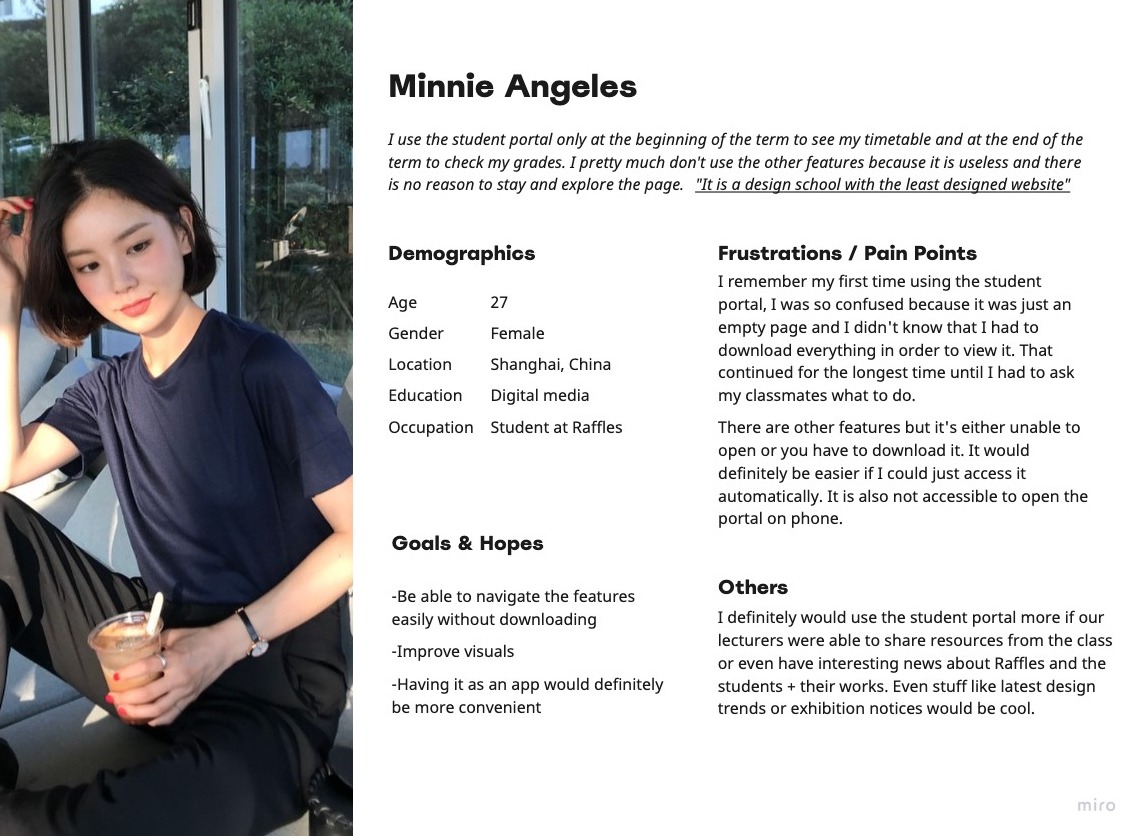 Minnie Angeles
I use the student portal only at the beginning of the term to see my timetable and at the end of the
term to check my grades. I pretty much don't use the other features because it is useless and there
is no reason to stay and explore the page. "It is a design school with the least designed website"
Demographics
Age 27
Gender Female
Location Shanghai, China
Education Digital media
Occupation Student at Raffles
Goals & Hopes
-Be able to navigate the features
easily without downloading
-Improve visuals
-Having it as an app would definitely
be more convenient
Frustrations / Pain Points
I remember my first time using the student
portal, I was so confused because it was just an
empty page and I didn't know that I had to
download everything in order to view it. That
continued for the longest time until I had to ask
my classmates what to do.
There are other features but it's either unable to
open or you have to download it. It would
definitely be easier if I could just access it
automatically. It is also not accessible to open the
portal on phone.
Others
I definitely would use the student portal more if our
lecturers were able to share resources from the class
or even have interesting news about Raffles and the
students + their works. Even stuff like latest design
trends or exhibition notices would be cool.
miro